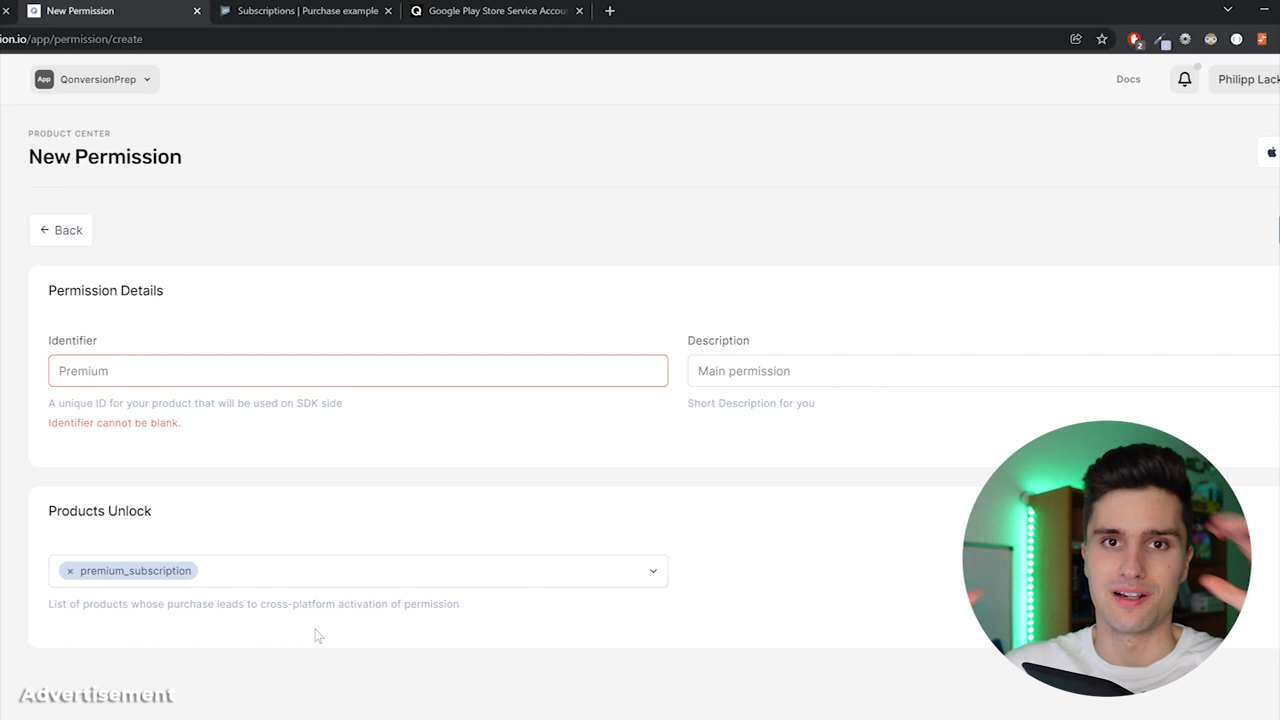 New Permission
Subscriptions | Purchase example
Google Play Store Service Accou
ion.io/app/permission/create
2
App QonversionPrep
Docs
Philipp Lack
PRODUCT CENTER
New Permission
← Back
Permission Details
Identifier
Description
Premium
Main permission
A unique ID for your product that will be used on SDK side
Short Description for you
Identifier cannot be blank.
Products Unlock
× premium_subscription
List of products whose purchase leads to cross-platform activation of permission
Advertisement